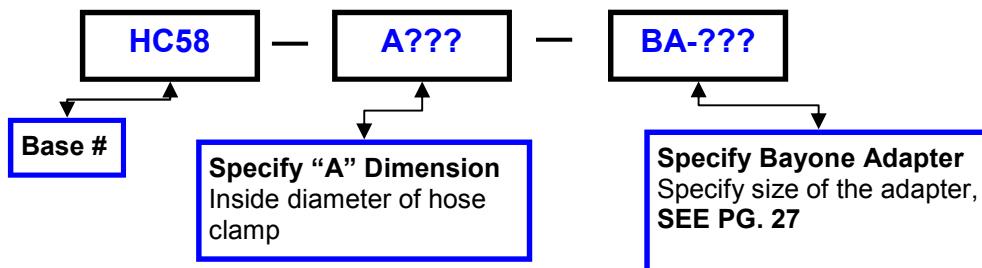 HC58 — A??? — BA-???
Base #
Specify “A” Dimension
Inside diameter of hose
clamp
Specify Bayone Adapter
Specify size of the adapter,
SEE PG. 27